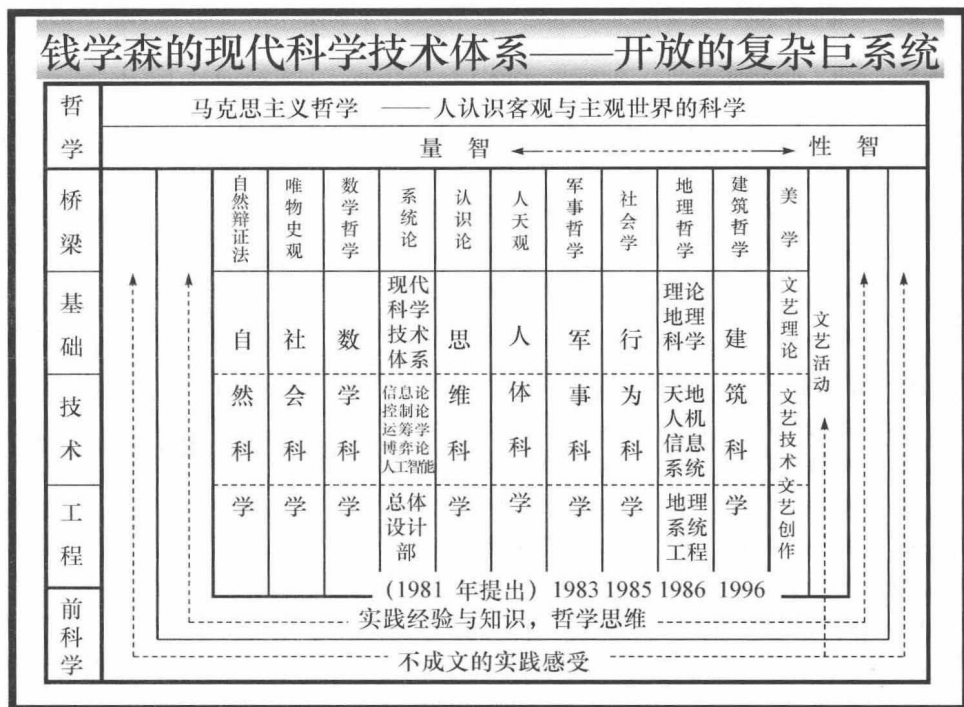 钱学森的现代科学技术体系——开放的复杂巨系统
哲学
马克思主义哲学 ——人认识客观与主观世界的科学
量智
性智
桥梁
自然辩证法
唯物史观
数学哲学
系统论
认识论
人天观
军事哲学
社会学
地理哲学
建筑哲学
美学
基础
技术
工程
自然科学
社会科学
数学科学
现代
科学
技术
体系
信息论
控制论
运筹学
博弈论
人工智能
总体
设计
部
思维科学
人体科学
军事科学
行为科学
理论
地理
科学
天地
人机
信息
系统
地理
系统
工程
建筑科学
文艺理论
文艺技术
文艺创作
文艺活动
(1981 年提出) 1983 1985 1986 1996
前科学
实践经验与知识，哲学思维
不成文的实践感受